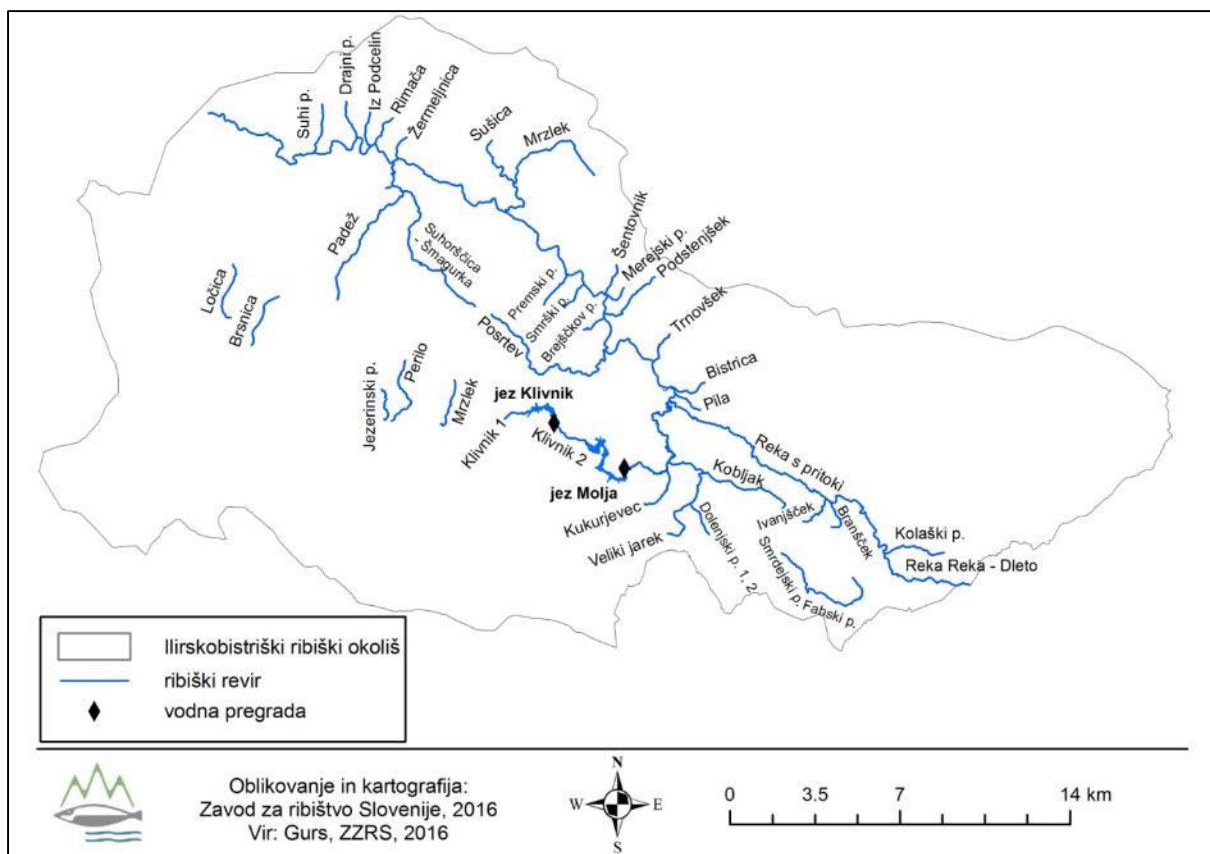 Suhi p.
Drajni p.
Iz Podcelin
Rimača
Žermeljnica
Sušica
Mrzlek
Padež
Suhorščica
- Šmagurka
Ločica
Brsnica
Posrtev
Premski p.
Smrški p.
Brejščkov p.
Šentovnik
Merejski p.
Podstenjšek
Trnovšek
Bistrica
Pila
Jezerinski p.
Perilo
Mrzlek
jez Klivnik
Klivnik 1
Klivnik 2
jez Molja
Reka s pritoki
Kobljak
Kukurjevec
Veliki jarek
Dolenjski p. 1, 2
Ivanjšček
Branšček
Smrdejski p.
Fabski p.
Kolaški p.
Reka Reka - Dleto
Ilirskobistriški ribiški okoliš
ribiški revir
vodna pregrada
Oblikovanje in kartografija:
Zavod za ribištvo Slovenije, 2016
Vir: Gurs, ZZRS, 2016
N
W E
S
0 3.5 7 14 km